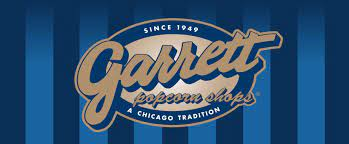 SINCE 1949
Garrett
popcorn shops®
A CHICAGO TRADITION